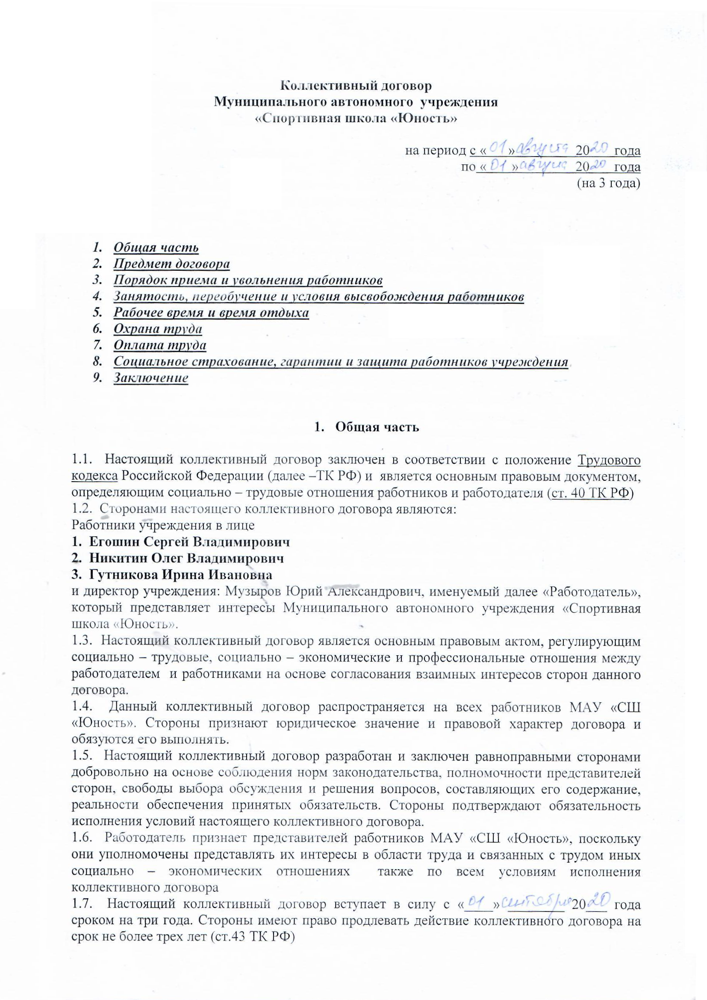 Коллективный договор
Муниципального автономного учреждения
«Спортивная школа «Юность»
на период с «01» августа 2020 года
по «01» августа 2020 года
(на 3 года)
1. Общая часть
2. Предмет договора
3. Порядок приема и увольнения работников
4. Занятость, переобучение и условия высвобождения работников
5. Рабочее время и время отдыха
6. Охрана труда
7. Оплата труда
8. Социальное страхование, гарантии и защита работников учреждения
9. Заключение
1. Общая часть
1.1. Настоящий коллективный договор заключен в соответствии с положение Трудового
кодекса Российской Федерации (далее –ТК РФ) и является основным правовым документом,
определяющим социально – трудовые отношения работников и работодателя (ст. 40 ТК РФ)
1.2. Сторонами настоящего коллективного договора являются:
Работники учреждения в лице
1. Егошин Сергей Владимирович
2. Никитин Олег Владимирович
3. Гутникова Ирина Ивановна
и директор учреждения: Музыров Юрий Александрович, именуемый далее «Работодатель»,
который представляет интересы Муниципального автономного учреждения «Спортивная
школа «Юность».
1.3. Настоящий коллективный договор является основным правовым актом, регулирующим
социально – трудовые, социально – экономические и профессиональные отношения между
работодателем и работниками на основе согласования взаимных интересов сторон данного
договора.
1.4. Данный коллективный договор распространяется на всех работников МАУ «СШ
«Юность». Стороны признают юридическое значение и правовой характер договора и
обязуются его выполнять.
1.5. Настоящий коллективный договор разработан и заключен равноправными сторонами
добровольно на основе соблюдения норм законодательства, полномочности представителей
сторон, свободы выбора обсуждения и решения вопросов, составляющих его содержание,
реальности обеспечения принятых обязательств. Стороны подтверждают обязательность
исполнения условий настоящего коллективного договора.
1.6. Работодатель признает представителей работников МАУ «СШ «Юность», поскольку
они уполномочены представлять их интересы в области труда и связанных с трудом иных
социально – экономических отношениях также по всем условиям исполнения
коллективного договора
1.7. Настоящий коллективный договор вступает в силу с «01» сентября 2020 года
сроком на три года. Стороны имеют право продлевать действие коллективного договора на
срок не более трех лет (ст.43 ТК РФ)